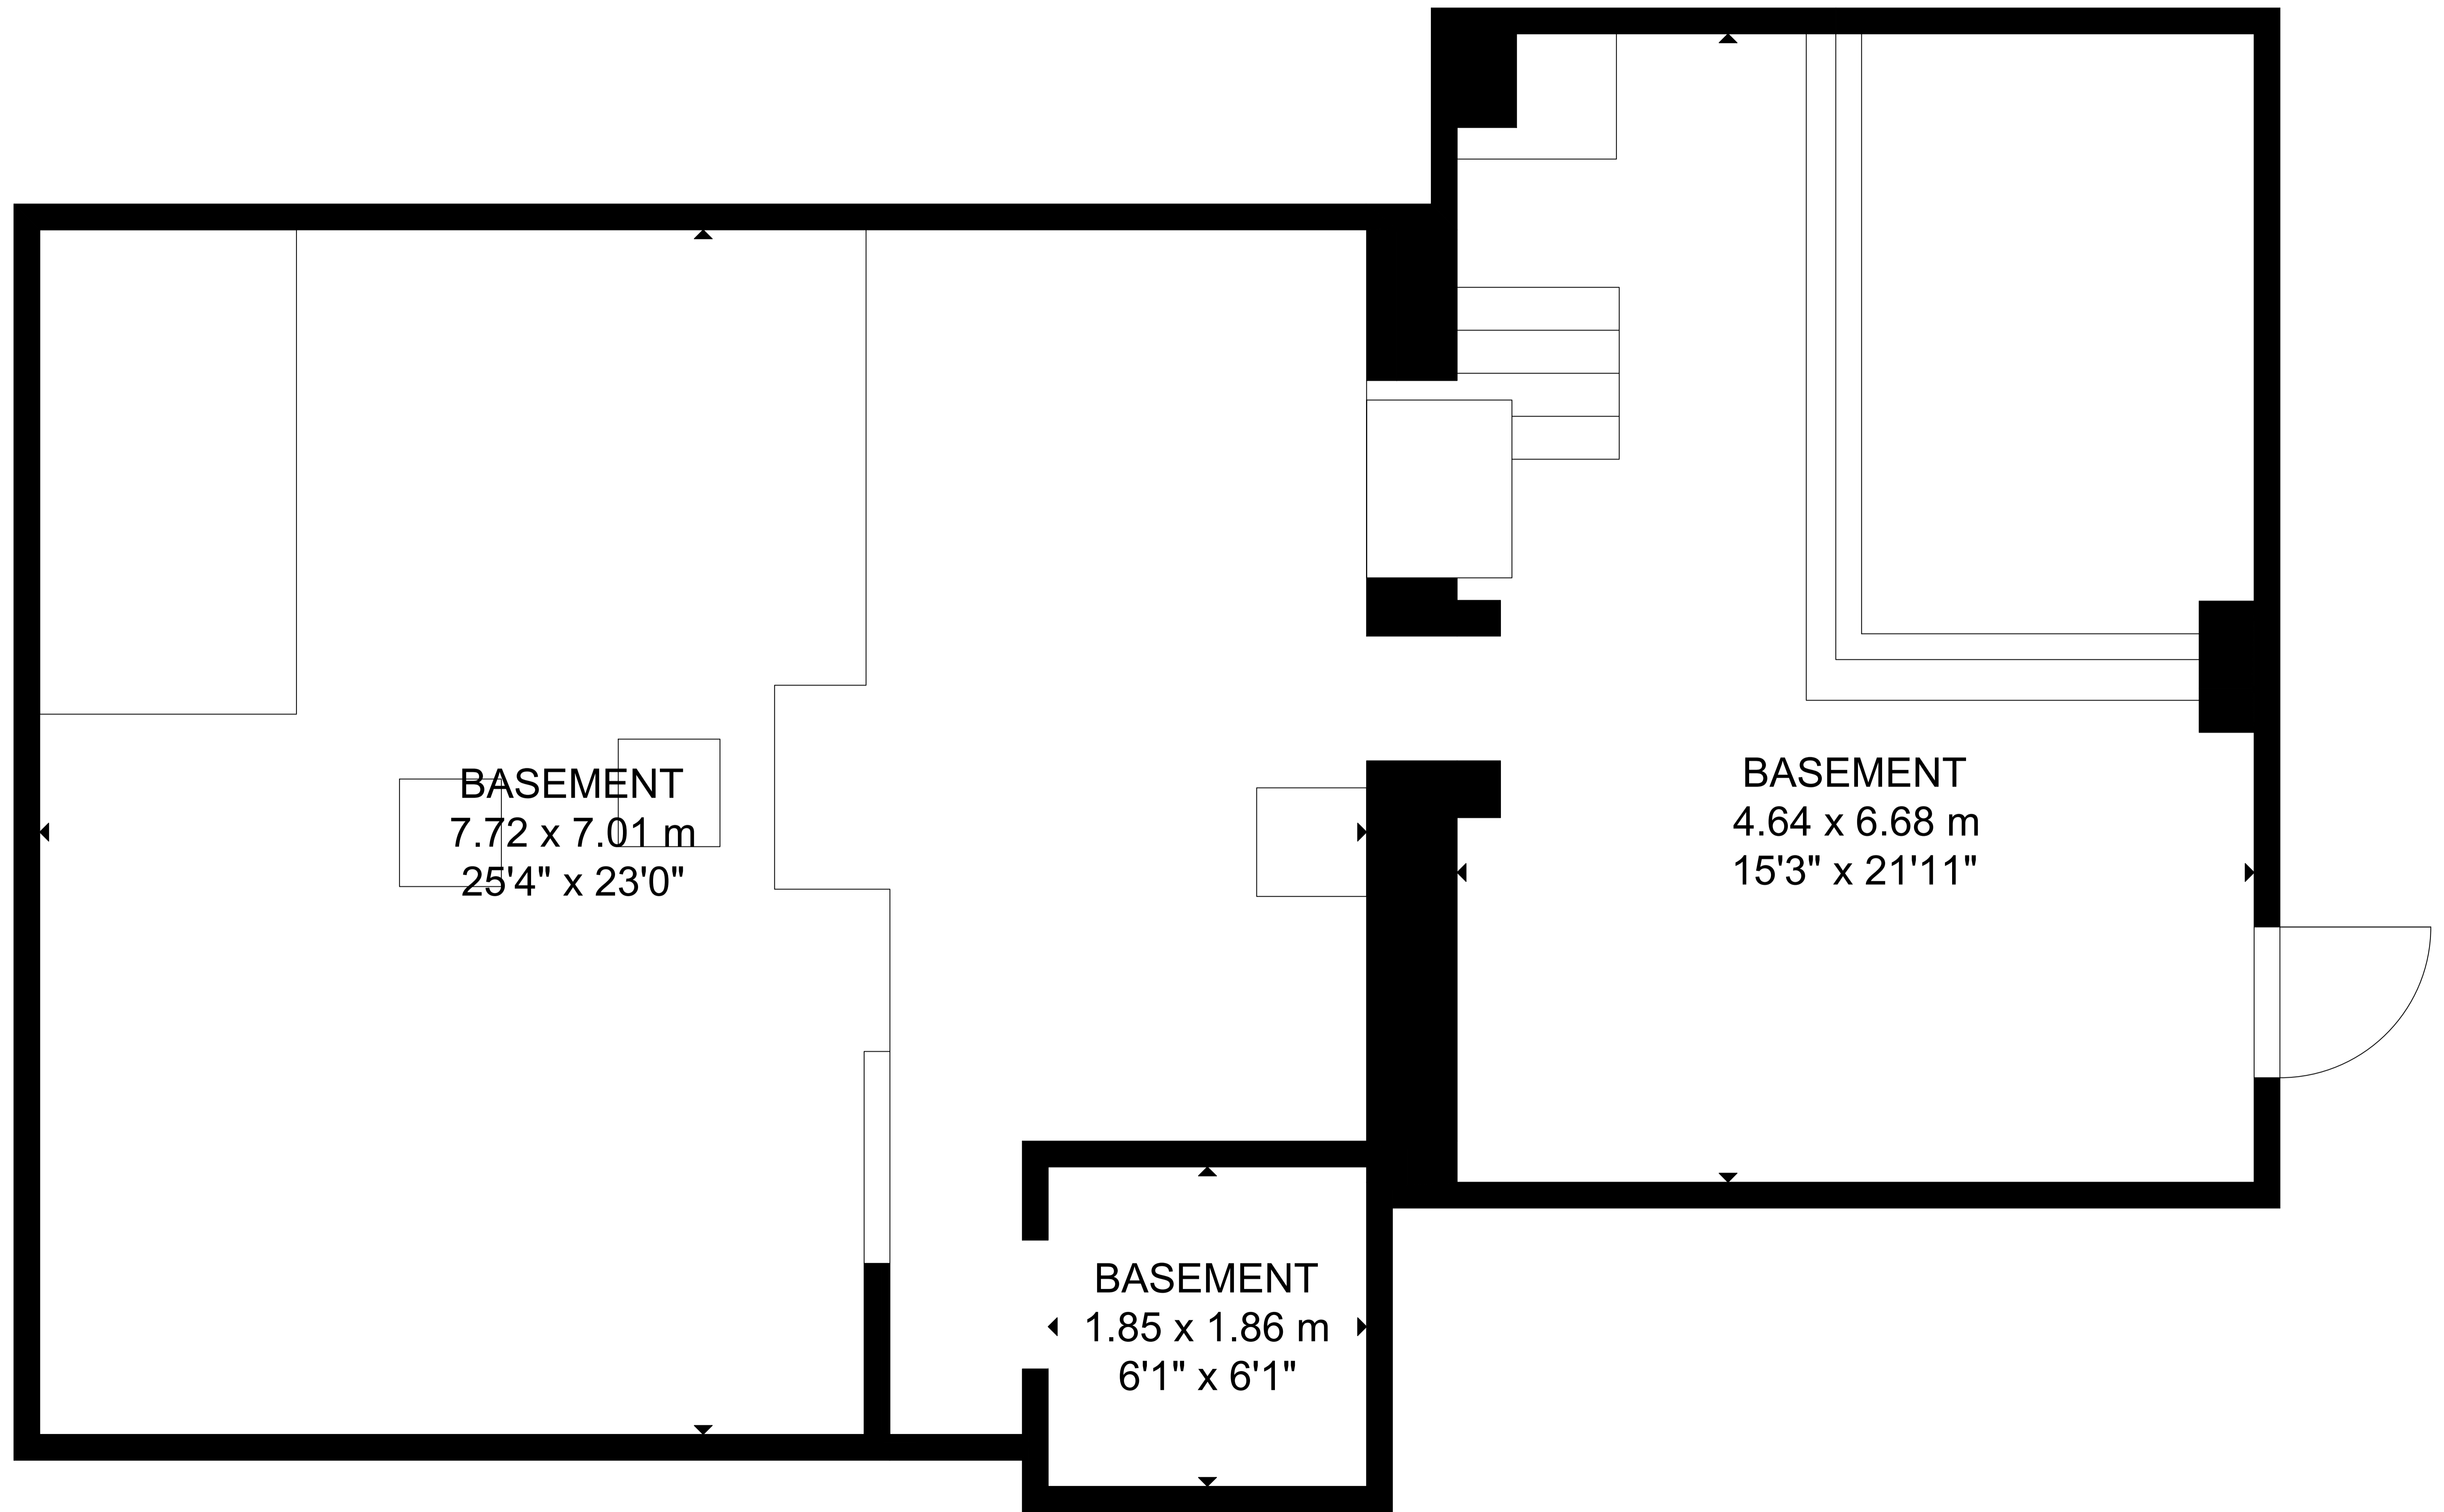 BASEMENT
7.72 x 7.01 m
25'4" x 23'0"
BASEMENT
4.64 x 6.68 m
15'3" x 21'11"
BASEMENT
1.85 x 1.86 m
6'1" x 6'1"